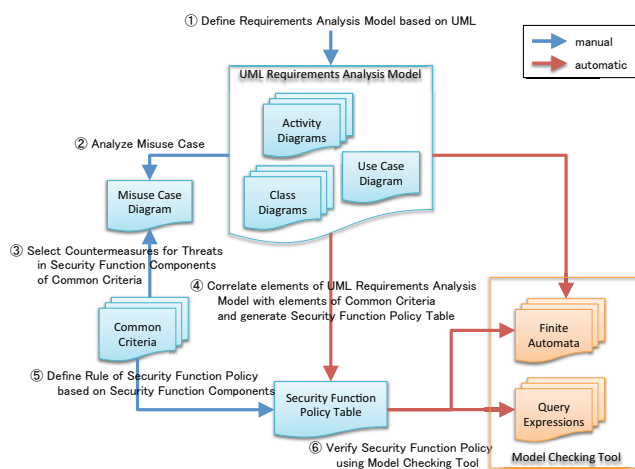 ① Define Requirements Analysis Model based on UML
manual
automatic
UML Requirements Analysis Model
Activity
Diagrams
② Analyze Misuse Case
Use Case
Diagram
Misuse Case
Diagram
Class
Diagrams
③ Select Countermeasures for Threats
in Security Function Components
of Common Criteria
④ Correlate elements of UML Requirements Analysis
Model with elements of Common Criteria
and generate Security Function Policy Table
Common
Criteria
Finite
Automata
⑤ Define Rule of Security Function Policy
based on Security Function Components
Security Function
Policy Table
Query
Expressions
⑥ Verify Security Function Policy
using Model Checking Tool
Model Checking Tool